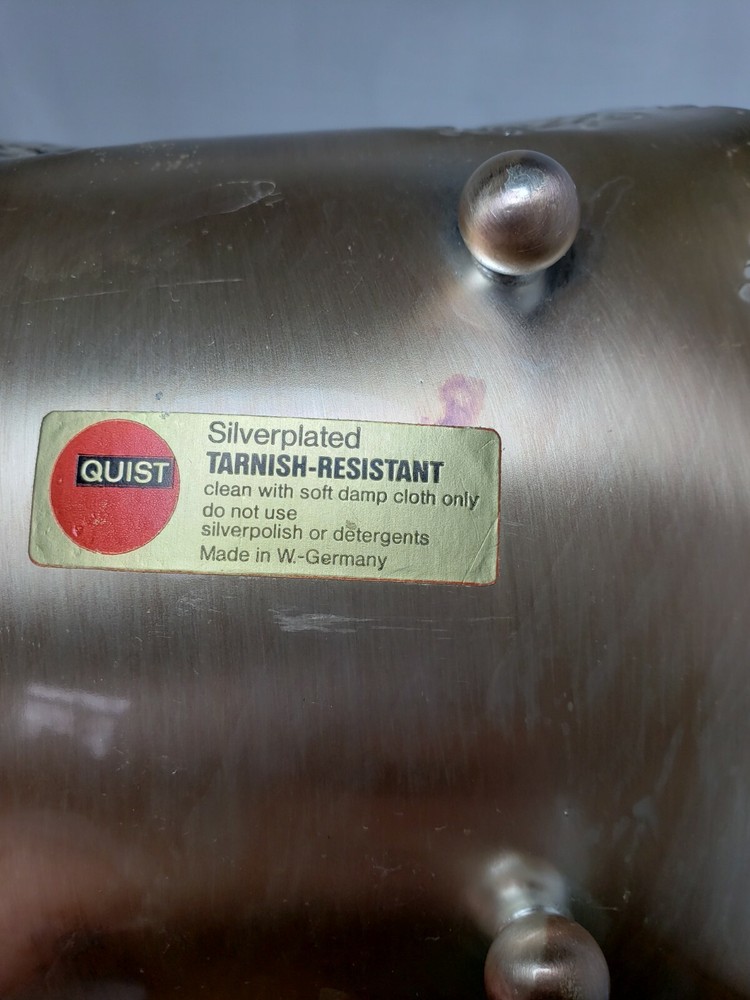 QUIST
Silverplated
TARNISH-RESISTANT
clean with soft damp cloth only
do not use
silverpolish or detergents
Made in W.-Germany